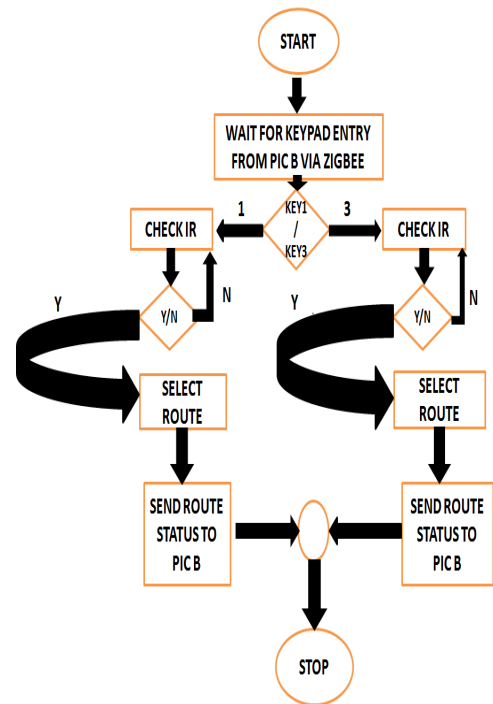 START
WAIT FOR KEYPAD ENTRY
FROM PIC B VIA ZIGBEE
KEY1
/
KEY3
1
3
CHECK IR
CHECK IR
Y/N
N
Y
Y/N
N
Y
SELECT
ROUTE
SELECT
ROUTE
SEND ROUTE
STATUS TO
PIC B
SEND ROUTE
STATUS TO
PIC B
STOP